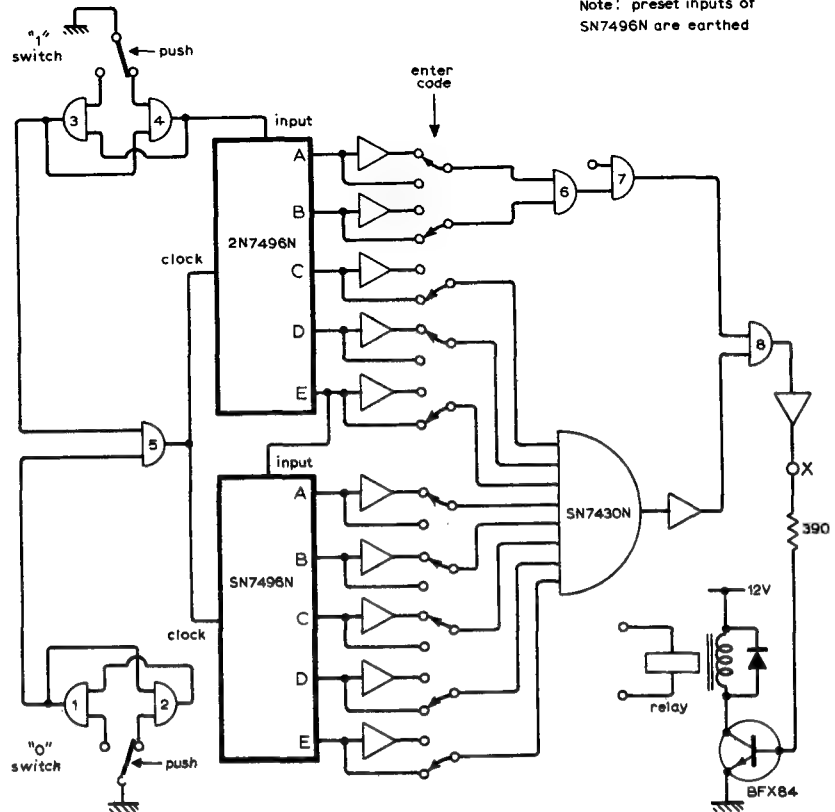 Note: preset inputs of
SN7496N are earthed
"1"
switch
push
3
4
input
enter
code
A
B
2N7496N
clock
C
D
E
6
7
8
5
input
X
390
A
SN7430N
B
SN7496N
C
clock
D
E
12V
relay
1
2
"0"
switch
push
BFX84